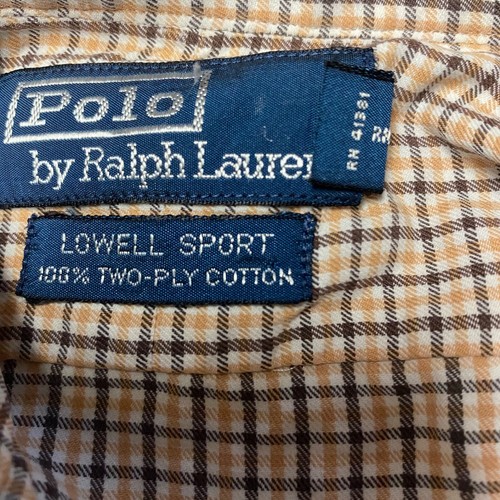 Polo
by Ralph Lauren
RN 41381
LOWELL SPORT
100% TWO-PLY COTTON